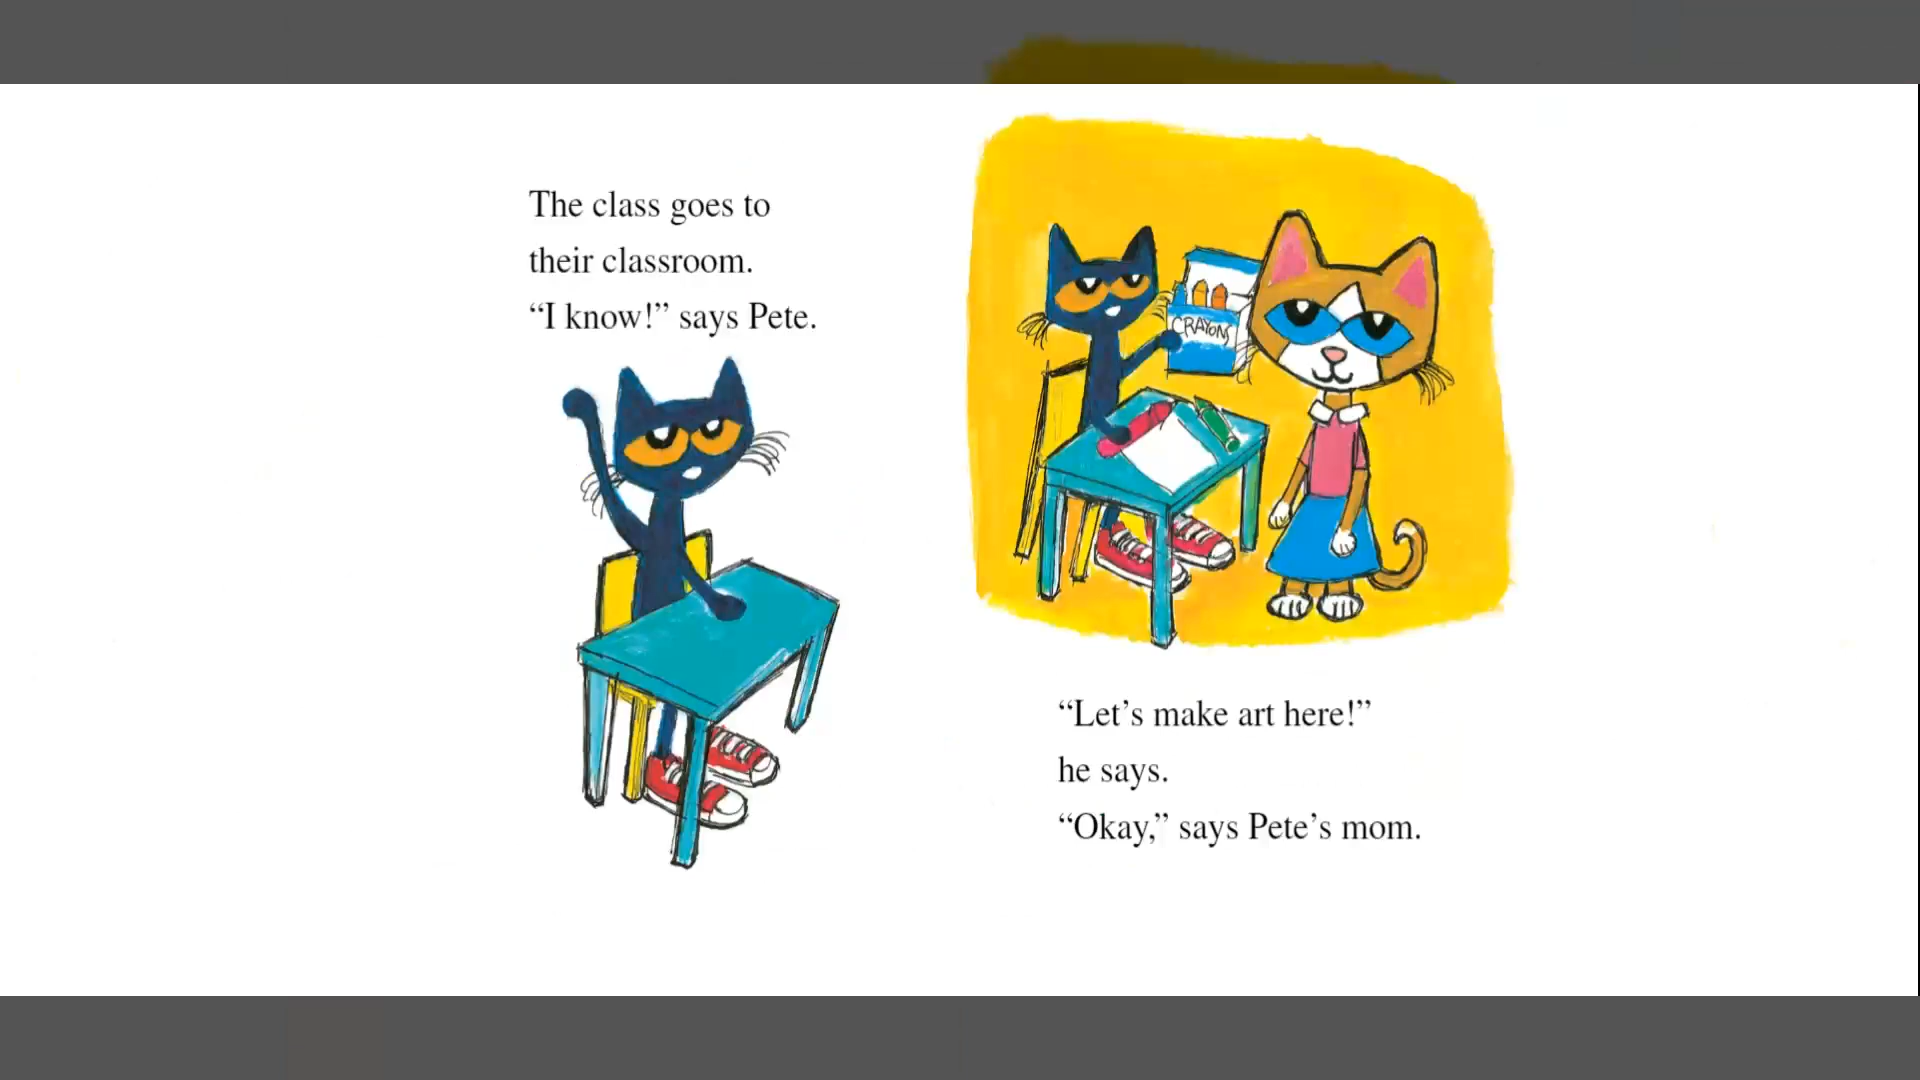 The class goes to
their classroom.
“I know!” says Pete.
CRAYONS
“Let’s make art here!”
he says.
“Okay,” says Pete’s mom.